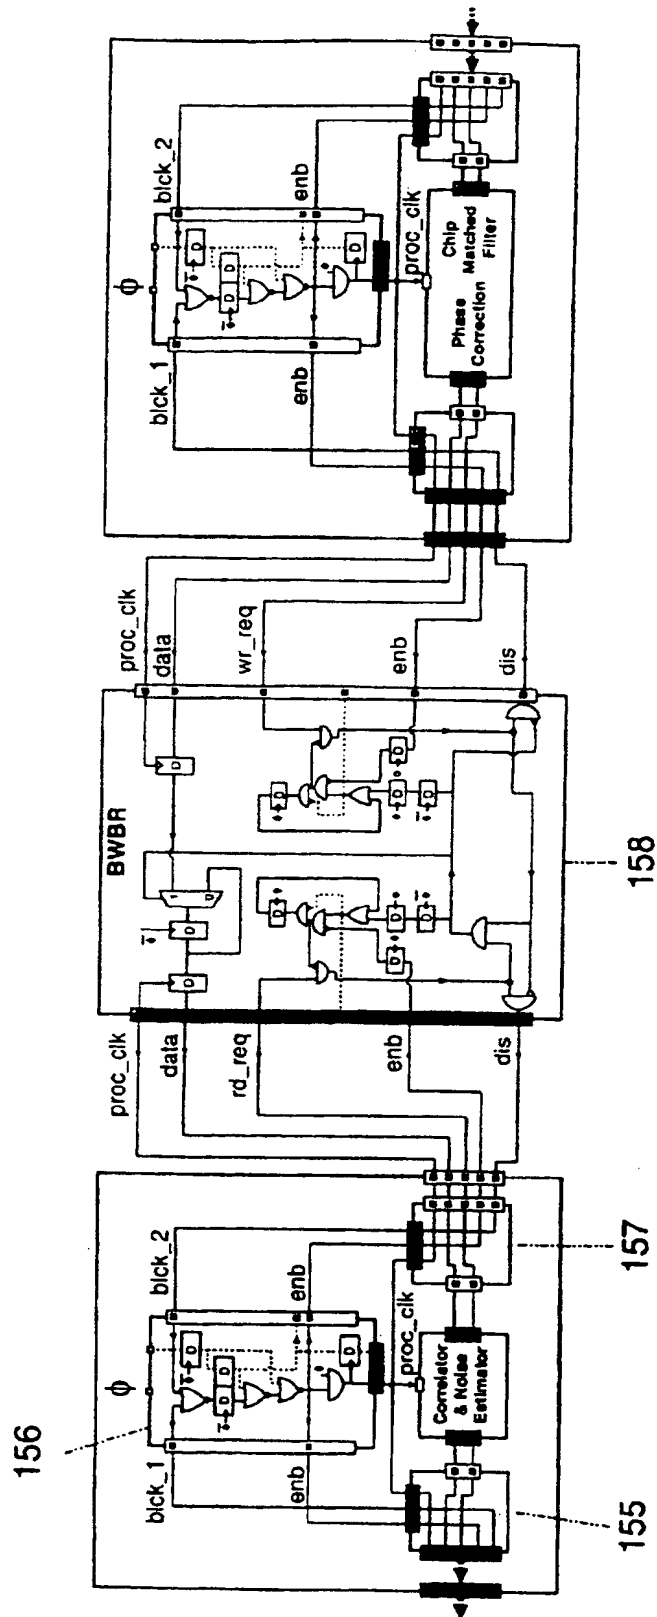 156
φ
blck_1
blck_2
D
D
D
enb
enb
D
proc_clk
Correlator
& Noise
Estimator
155
157
BWBR
proc_clk
proc_clk
data
data
D
D
1
D
rd_req
wr_req
D
D
D
D
D
D
D
D
enb
enb
dis
dis
158
φ
blck_1
blck_2
D
D
D
enb
enb
D
proc_clk
Phase
Correction
Chip
Matched
Filter